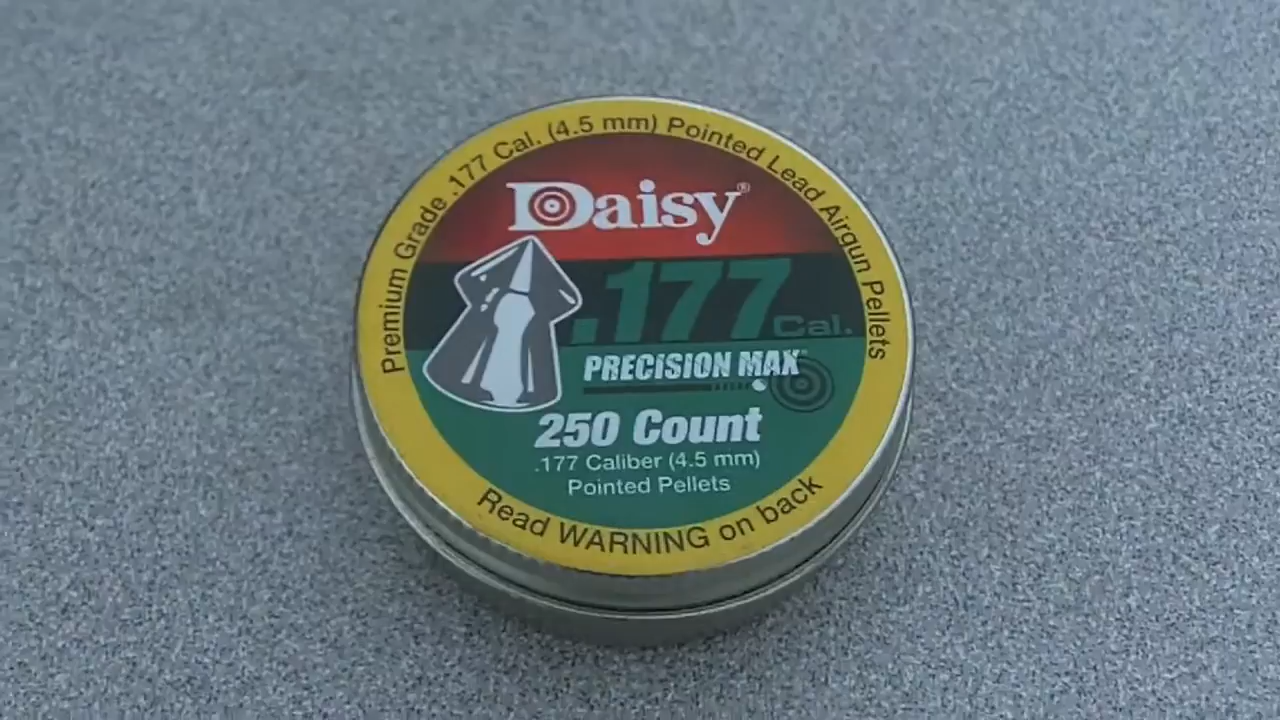 Premium Grade .177 Cal. (4.5 mm) Pointed Lead Airgun Pellets
Daisy®
.177 Cal.
PRECISION MAX
250 Count
.177 Caliber (4.5 mm)
Pointed Pellets
Read WARNING on back